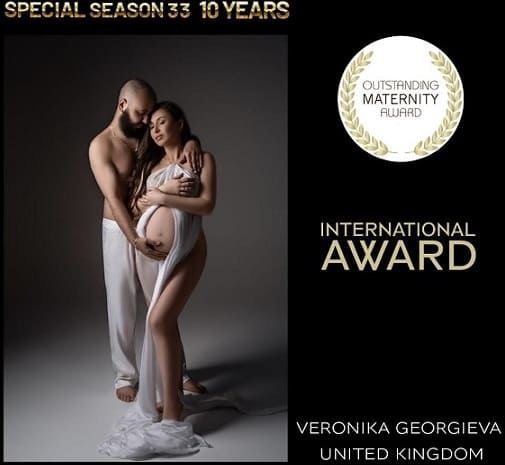 SPECIAL SEASON 33 10 YEARS
OUTSTANDING
MATERNITY
AWARD
INTERNATIONAL
AWARD
VERONIKA GEORGIEVA
UNITED KINGDOM